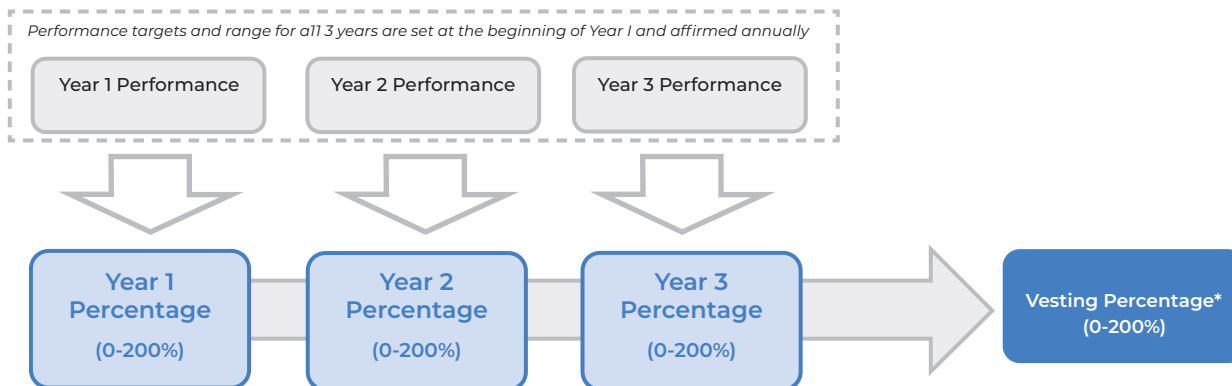 Performance targets and range for a11 3 years are set at the beginning of Year I and affirmed annually
Year 1 Performance
Year 2 Performance
Year 3 Performance
Year 1
Percentage
(0-200%)
Year 2
Percentage
(0-200%)
Year 3
Percentage
(0-200%)
Vesting Percentage*
(0-200%)